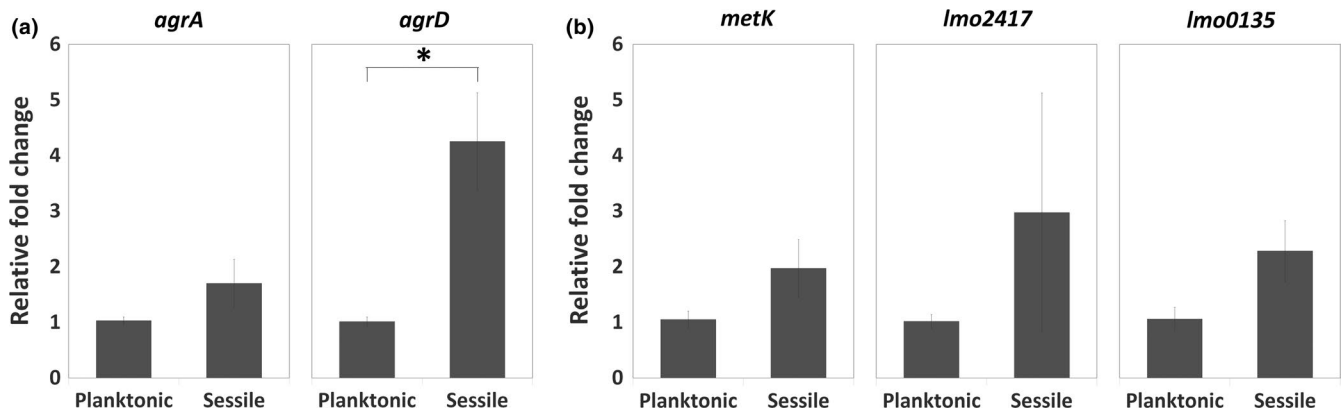 (a)
agrA
agrD
Relative fold change
6
5
4
3
2
1
0
*
Planktonic Sessile
Planktonic Sessile
(b)
metK
lmo2417
lmo0135
Relative fold change
6
5
4
3
2
1
0
Planktonic Sessile
Planktonic Sessile
Planktonic Sessile